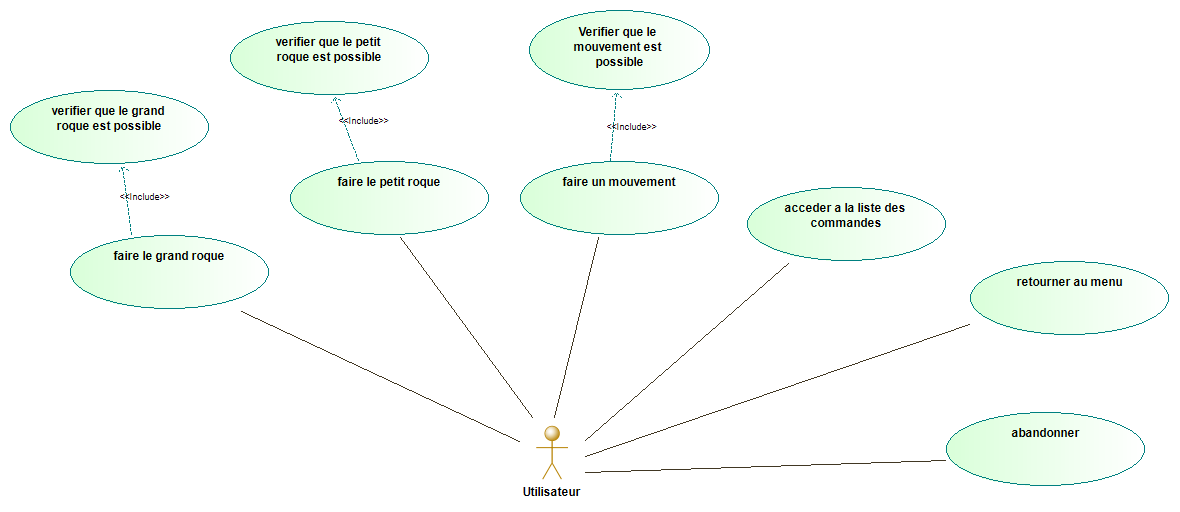 verifier que le petit
roque est possible
Verifier que le
mouvement est
possible
verifier que le grand
roque est possible
<<Include>>
<<Include>>
<<Include>>
faire le petit roque
faire un mouvement
acceder a la liste des
commandes
faire le grand roque
retourner au menu
abandonner
Utilisateur